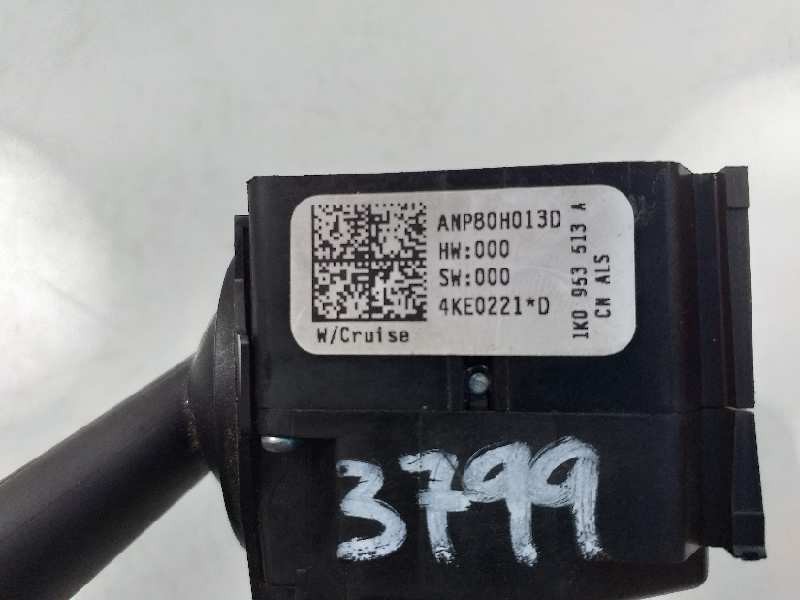 ANP80H013D
HW:000
SW:000
4KE0221*D
W/Cruise
1K0 953 513 A
CN ALS
3799